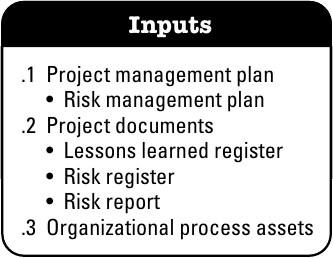 Inputs
.1 Project management plan
• Risk management plan
.2 Project documents
• Lessons learned register
• Risk register
• Risk report
.3 Organizational process assets